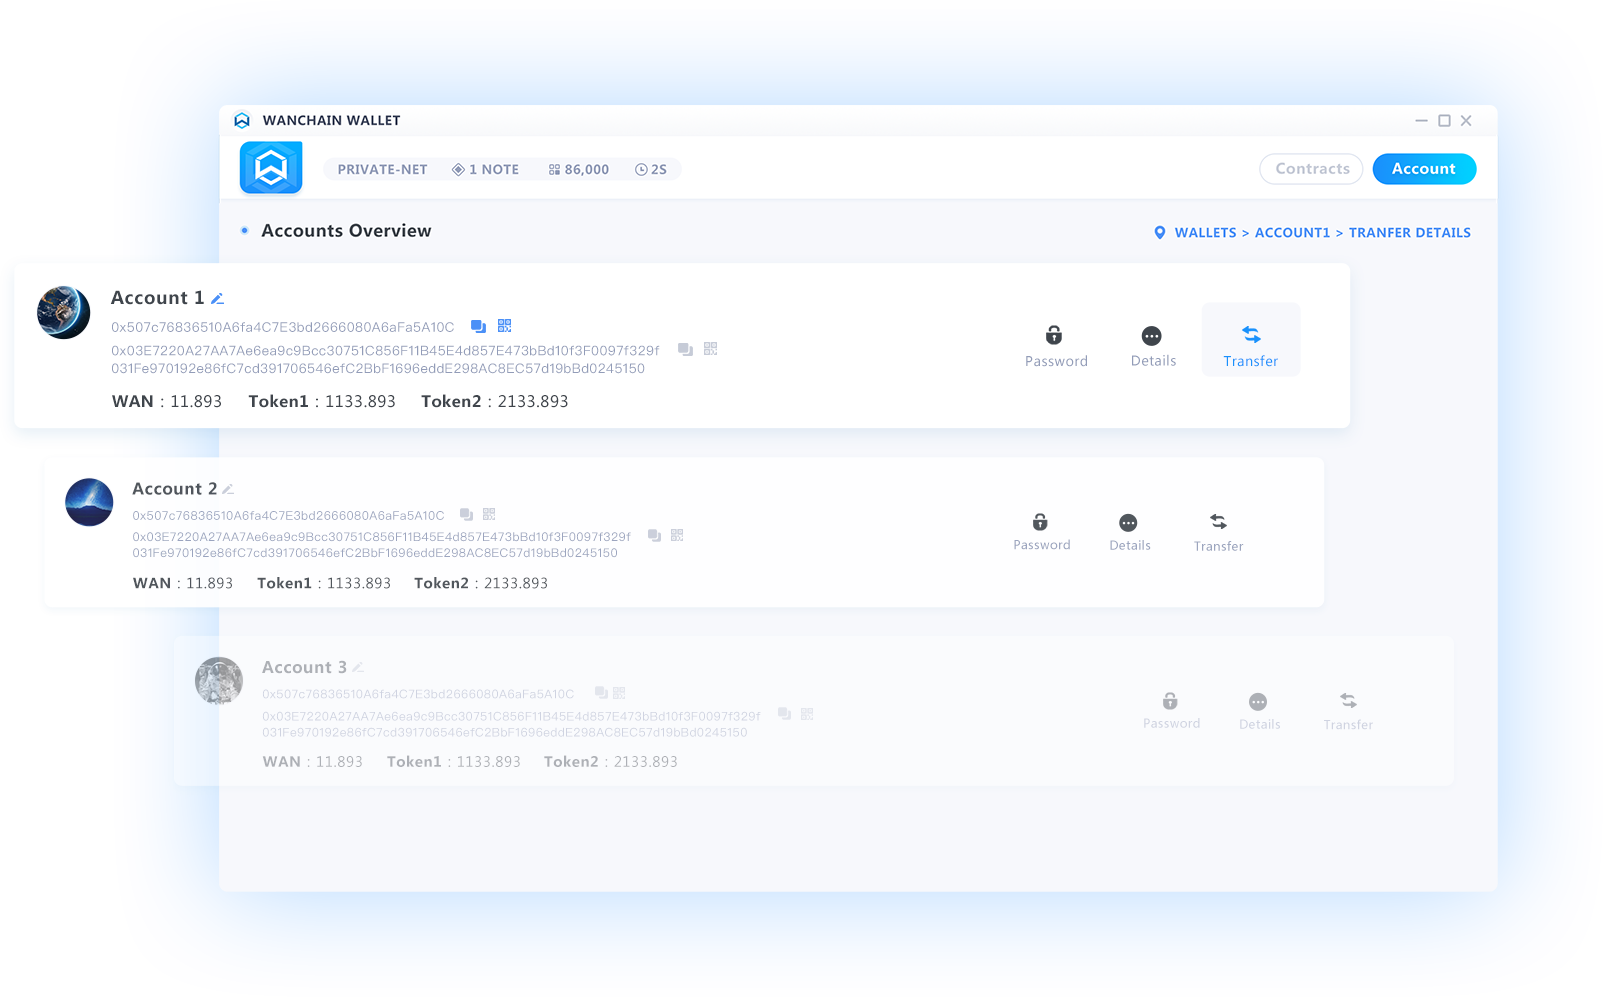 WANCHAIN WALLET
PRIVATE-NET 1 NOTE 86,000 2S
Contracts Account
Accounts Overview
WALLETS > ACCOUNT1 > TRANFER DETAILS
Account 1
0x507c76836510A6fa4C7E3bd2666080A6aFa5A10C
0x03E7220A27AA7Ae6ea9c9Bcc30751C856F11B45E4d857E473bBd10f3F0097f329f
031Fe970192e86fC7cd391706546efC2BbF1696eddE298AC8EC57d19bBd0245150
WAN : 11.893 Token1 : 1133.893 Token2 : 2133.893
Password Details Transfer
Account 2
0x507c76836510A6fa4C7E3bd2666080A6aFa5A10C
0x03E7220A27AA7Ae6ea9c9Bcc30751C856F11B45E4d857E473bBd10f3F0097f329f
031Fe970192e86fC7cd391706546efC2BbF1696eddE298AC8EC57d19bBd0245150
WAN : 11.893 Token1 : 1133.893 Token2 : 2133.893
Password Details Transfer
Account 3
0x507c76836510A6fa4C7E3bd2666080A6aFa5A10C
0x03E7220A27AA7Ae6ea9c9Bcc30751C856F11B45E4d857E473bBd10f3F0097f329f
031Fe970192e86fC7cd391706546efC2BbF1696eddE298AC8EC57d19bBd0245150
WAN : 11.893 Token1 : 1133.893 Token2 : 2133.893
Password Details Transfer